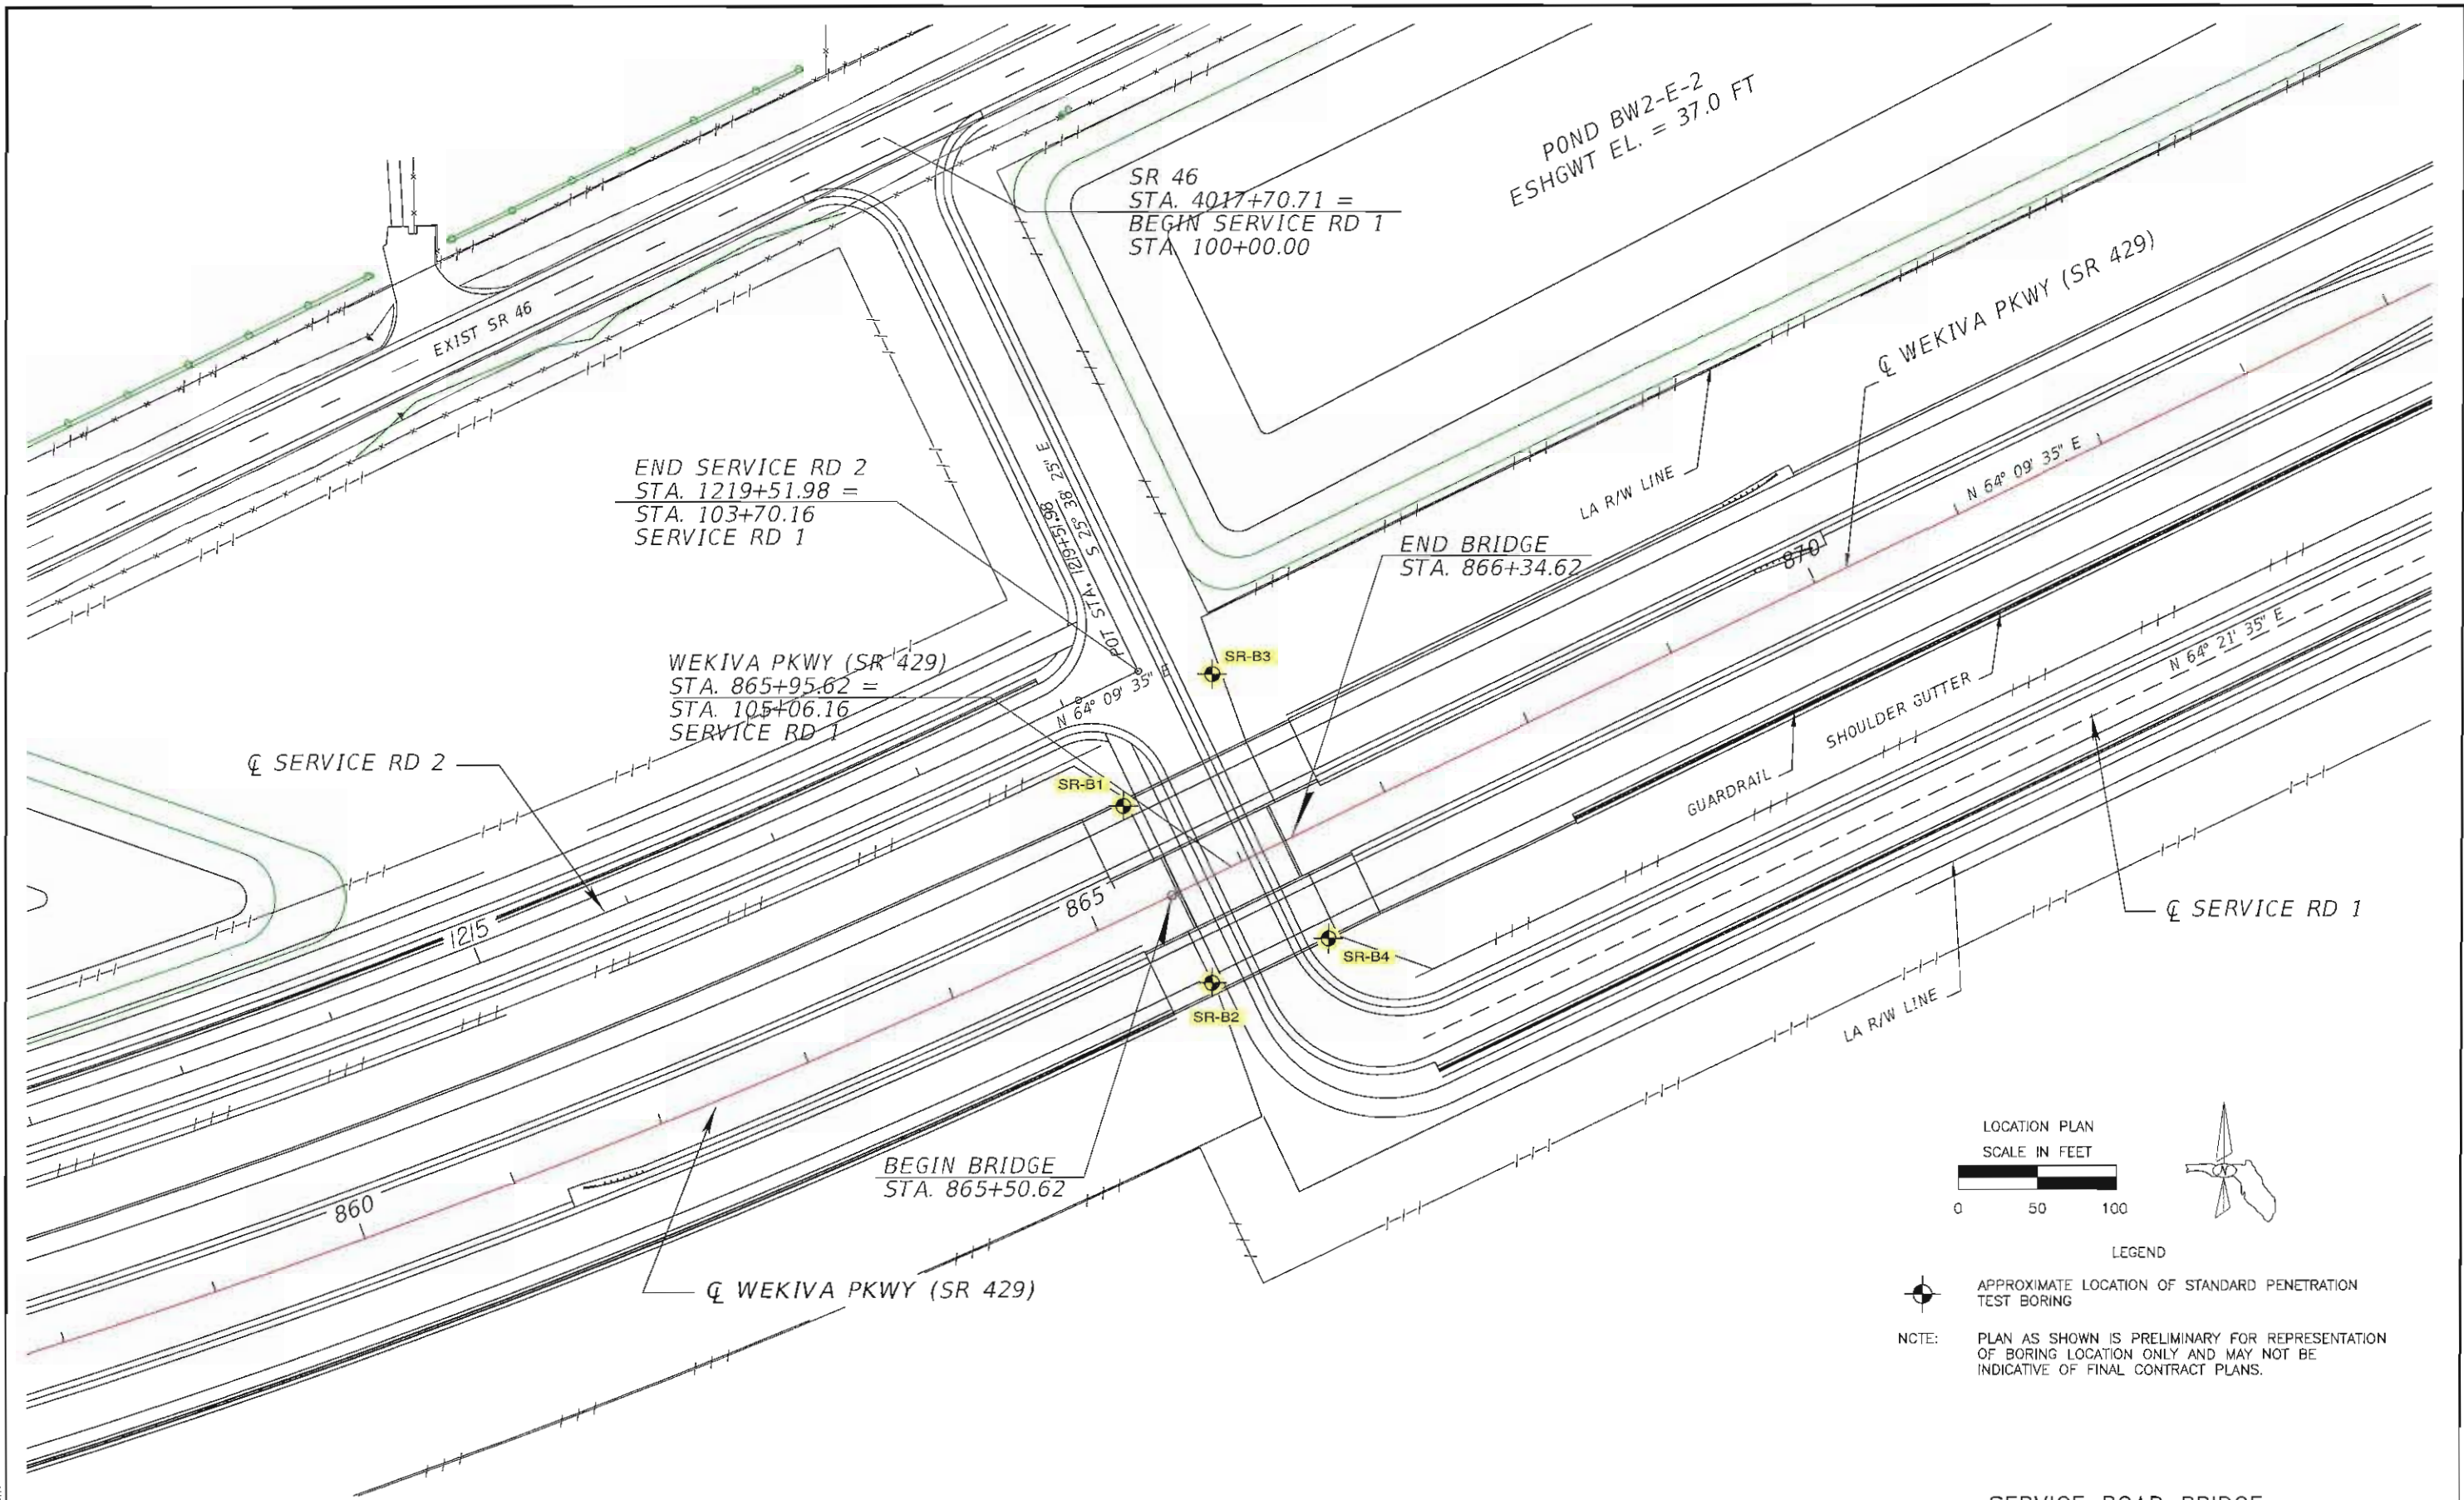 POND BW2-E-2
ESHGWT EL. = 37.0 FT
SR 46
STA. 4017+70.71 =
BEGIN SERVICE RD 1
STA. 100+00.00
℄ WEKIVA PKWY (SR 429)
EXIST SR 46
END SERVICE RD 2
STA. 1219+51.98 =
STA. 103+70.16
SERVICE RD 1
S 25° 38' 25" E
POT STA. 1219+51.98
LA R/W LINE
N 64° 09' 35" E
END BRIDGE
STA. 866+34.62
870
WEKIVA PKWY (SR 429)
STA. 865+95.62 =
STA. 105+06.16
SERVICE RD 1
SR-B3
N 64° 09' 35" E
N 64° 21' 35" E
SHOULDER GUTTER
GUARDRAIL
℄ SERVICE RD 2
SR-B1
865
1215
℄ SERVICE RD 1
SR-B4
SR-B2
LA R/W LINE
BEGIN BRIDGE
STA. 865+50.62
860
℄ WEKIVA PKWY (SR 429)
LOCATION PLAN
SCALE IN FEET
0 50 100
N
LEGEND
APPROXIMATE LOCATION OF STANDARD PENETRATION
TEST BORING
NOTE: PLAN AS SHOWN IS PRELIMINARY FOR REPRESENTATION
OF BORING LOCATION ONLY AND MAY NOT BE
INDICATIVE OF FINAL CONTRACT PLANS.
SERVICE ROAD BRIDGE